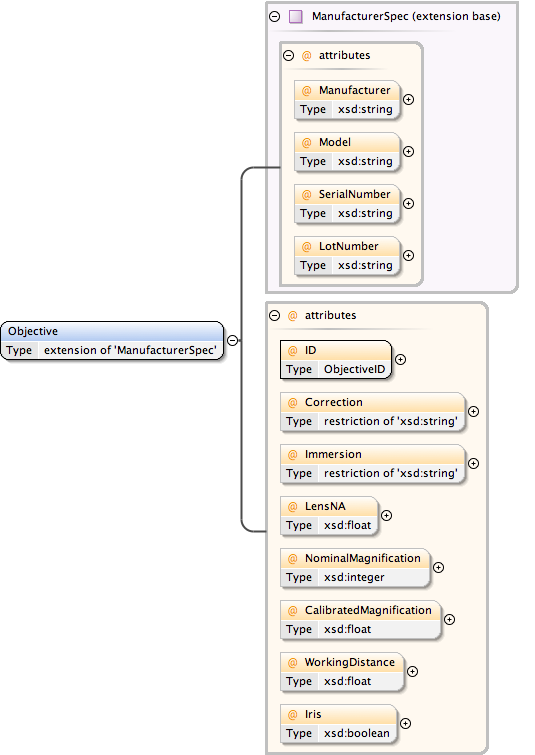 ManufacturerSpec (extension base)
@ attributes
@ Manufacturer
Type xsd:string
@ Model
Type xsd:string
@ SerialNumber
Type xsd:string
@ LotNumber
Type xsd:string
Objective
Type extension of 'ManufacturerSpec'
@ attributes
@ ID
Type ObjectiveID
@ Correction
Type restriction of 'xsd:string'
@ Immersion
Type restriction of 'xsd:string'
@ LensNA
Type xsd:float
@ NominalMagnification
Type xsd:integer
@ CalibratedMagnification
Type xsd:float
@ WorkingDistance
Type xsd:float
@ Iris
Type xsd:boolean